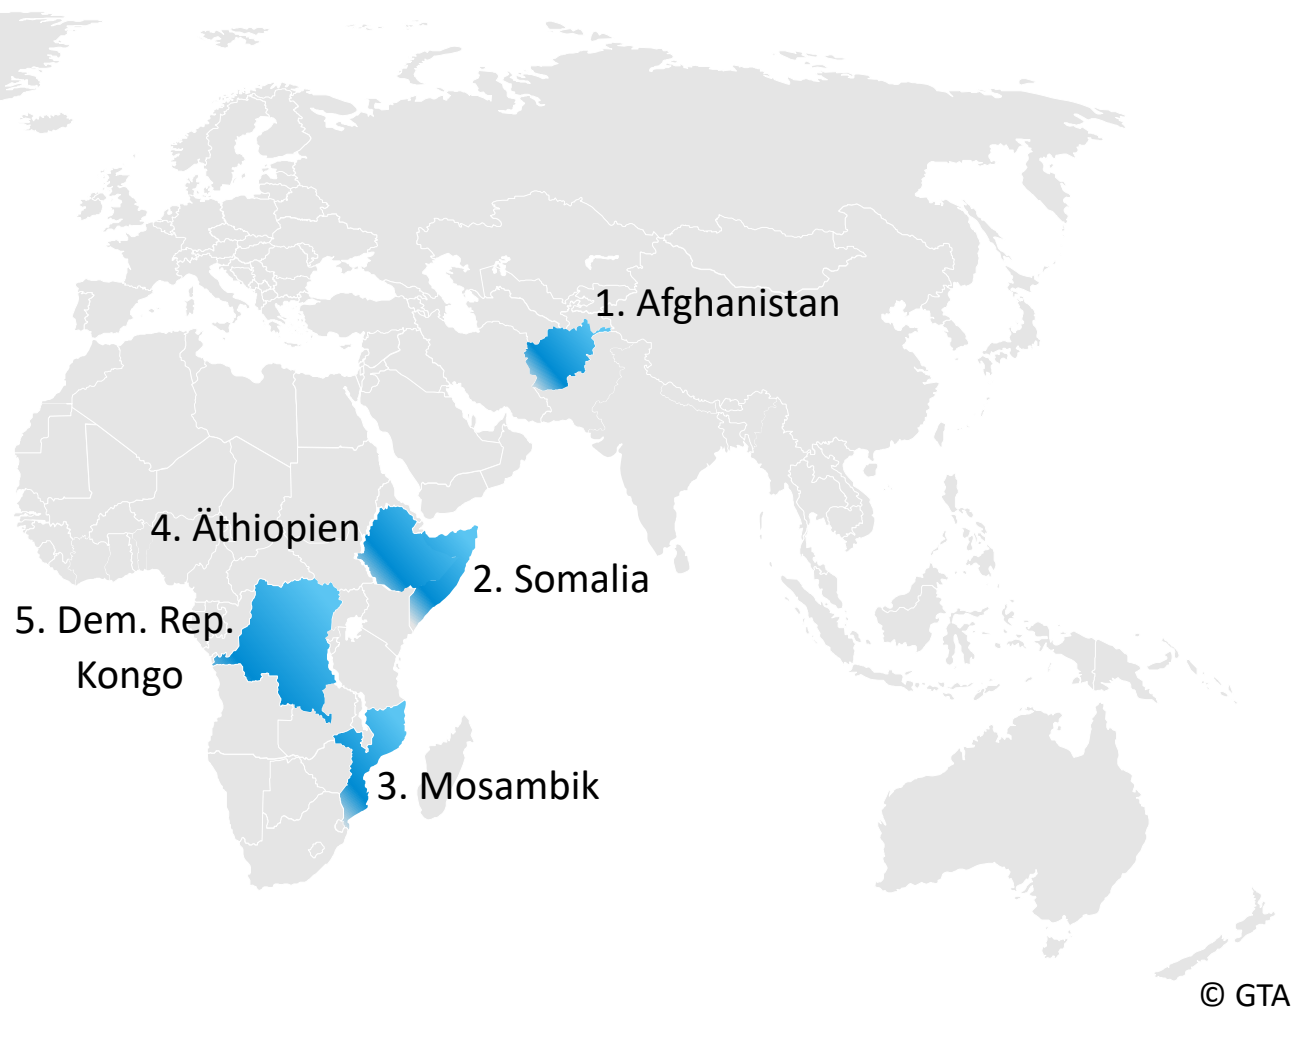 1. Afghanistan
4. Äthiopien
2. Somalia
5. Dem. Rep.
Kongo
3. Mosambik
© GTA